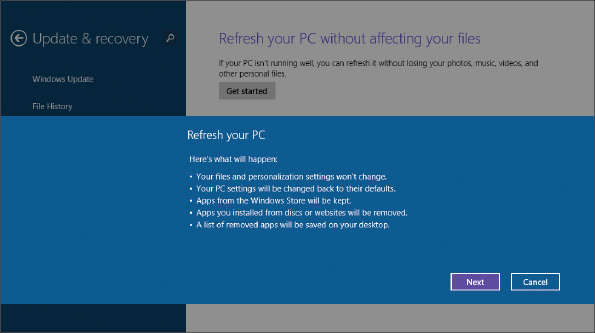 Update & recovery
Windows Update
File History
Refresh your PC without affecting your files
If your PC isn't running well, you can refresh it without losing your photos, music, videos, and
other personal files.
Get started
Refresh your PC
Here's what will happen:
• Your files and personalization settings won't change.
• Your PC settings will be changed back to their defaults.
• Apps from the Windows Store will be kept.
• Apps you installed from discs or websites will be removed.
• A list of removed apps will be saved on your desktop.
Next
Cancel